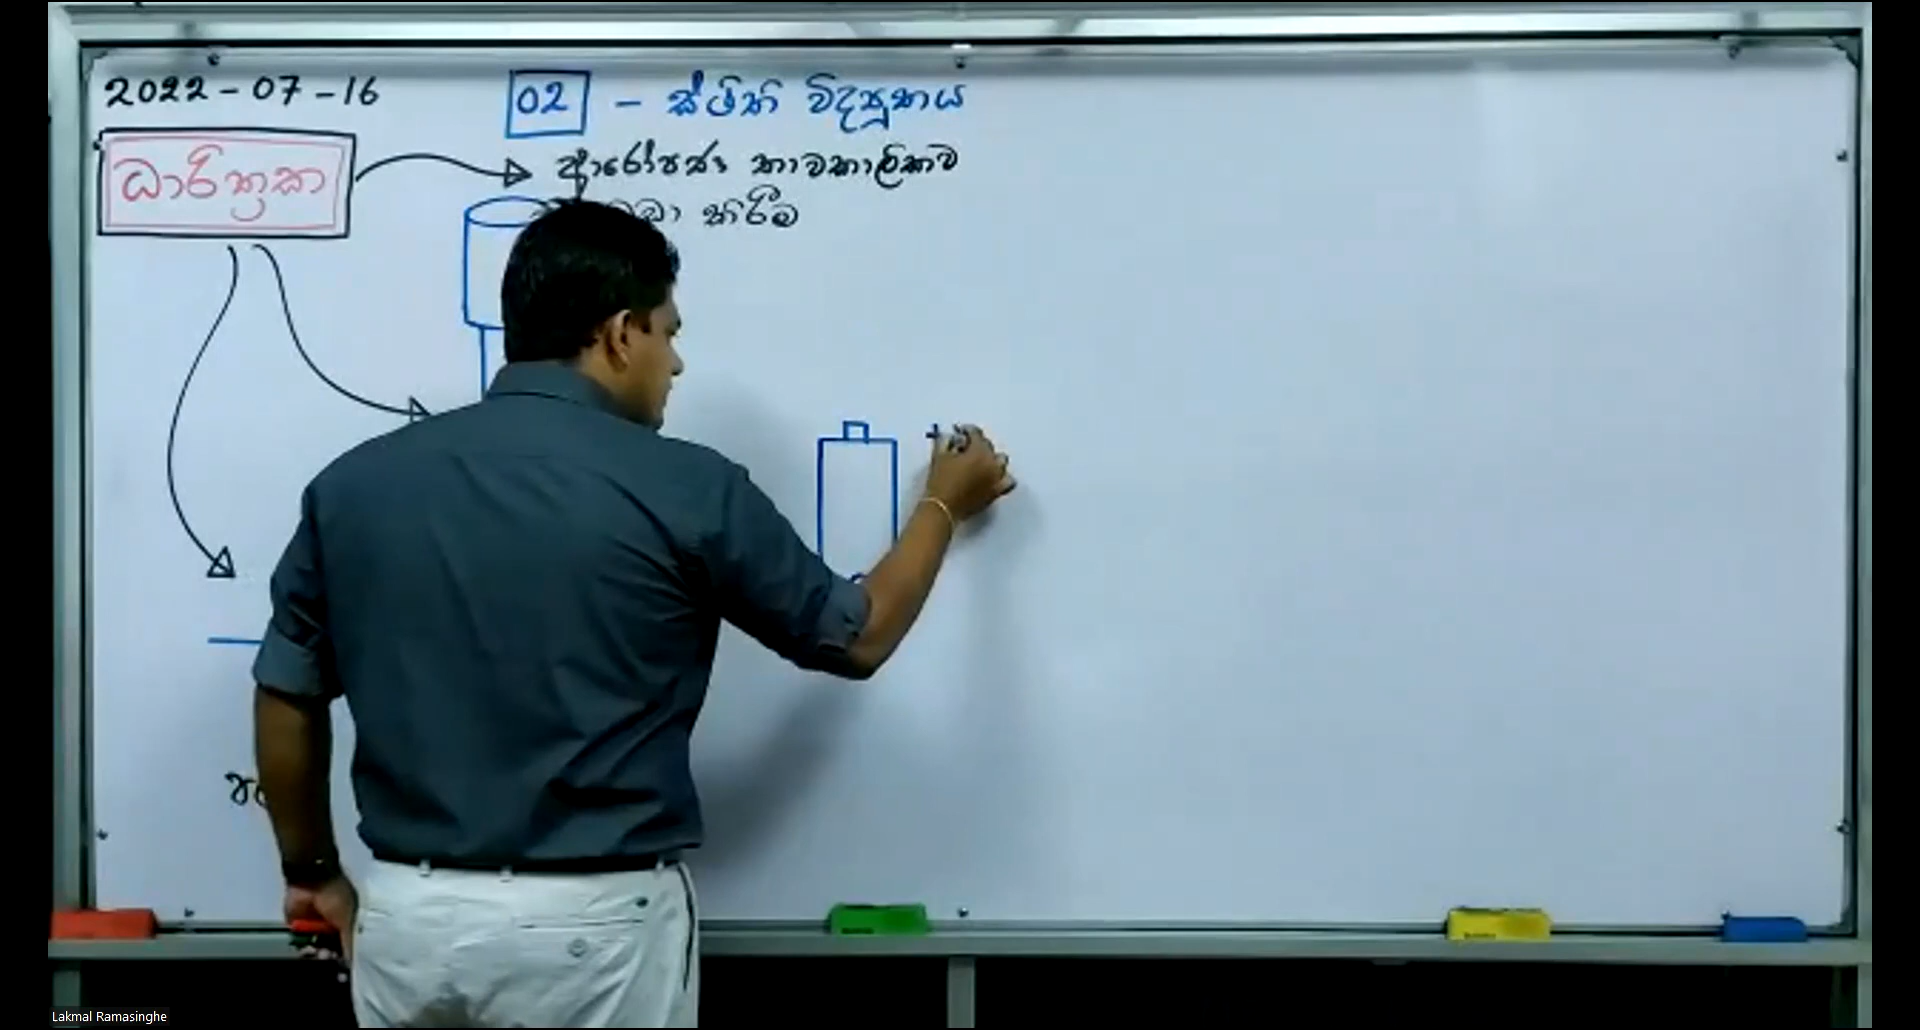 2022-07-16
02 - ස්ථිති විද්‍යුතය
ධාරිත්‍රක
ආරෝපණ තාවකාලිකව
කිරීම
Lakmal Ramasinghe